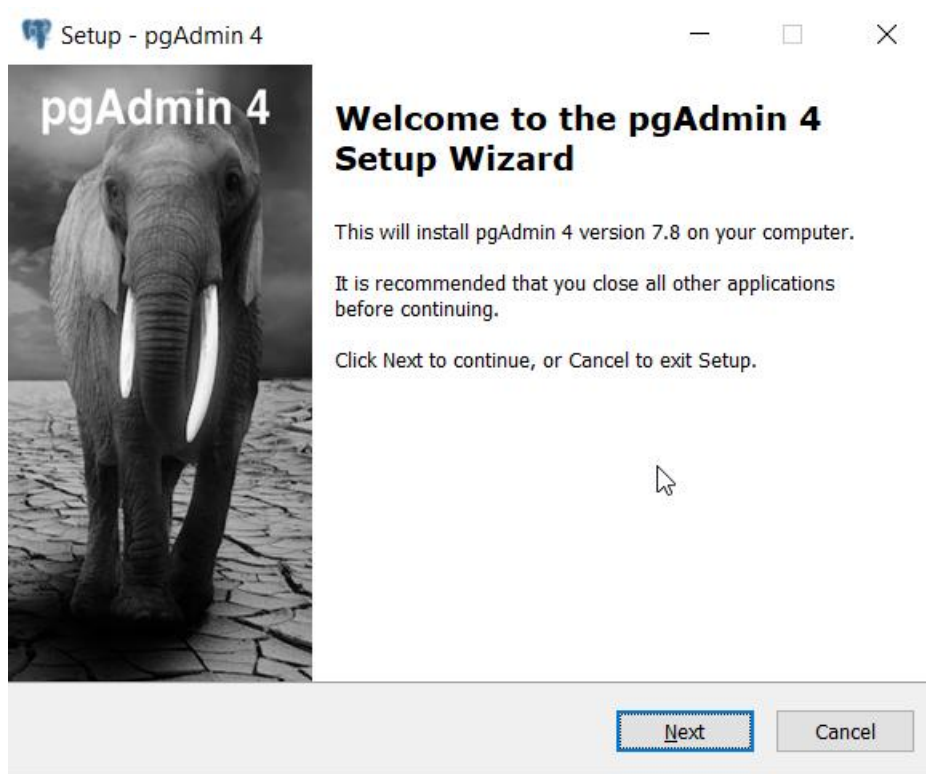 Setup - pgAdmin 4
pgAdmin 4
Welcome to the pgAdmin 4
Setup Wizard
This will install pgAdmin 4 version 7.8 on your computer.
It is recommended that you close all other applications
before continuing.
Click Next to continue, or Cancel to exit Setup.
Next
Cancel